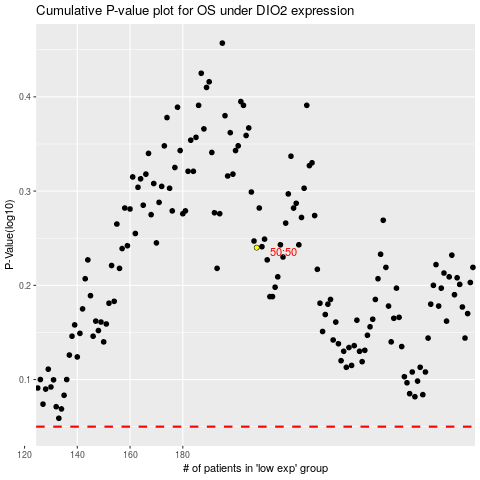 Cumulative P-value plot for OS under DIO2 expression
P-Value(log10)
0.4
0.3
0.2
0.1
50:50
120 140 160 180
# of patients in 'low exp' group